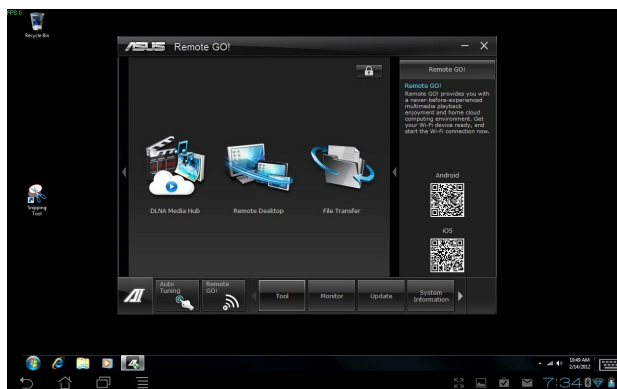 FPS:0
Recycle Bin
ASUS Remote GO!
Remote GO!
Remote GO!
Remote GO! provides you with
a never-before-experienced
multimedia playback
enjoyment and home cloud
computing environment. Get
your Wi-Fi device ready, and
start the Wi-Fi connection now.
Android
iOS
DLNA Media Hub
Remote Desktop
File Transfer
Snipping
Tool
Auto
Tuning
Remote
GO!
Tool
Monitor
Update
System
Information
10:49 AM
2/14/2012
7:34